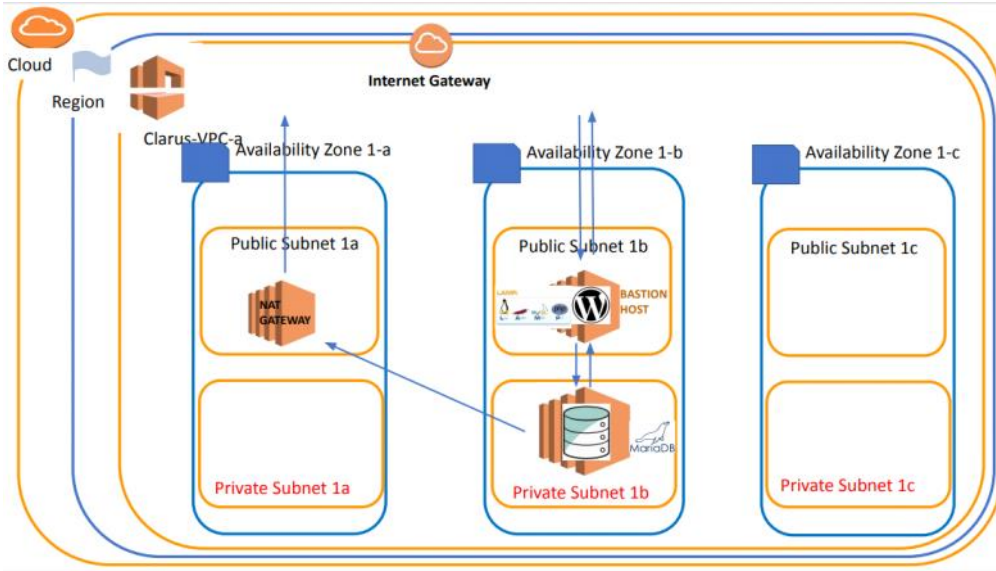 Cloud
Region
Clarus-VPC-a
Internet Gateway
Availability Zone 1-a
Availability Zone 1-b
Availability Zone 1-c
Public Subnet 1a
Public Subnet 1b
Public Subnet 1c
NAT
GATEWAY
BASTION
HOST
MariaDB
Private Subnet 1a
Private Subnet 1b
Private Subnet 1c